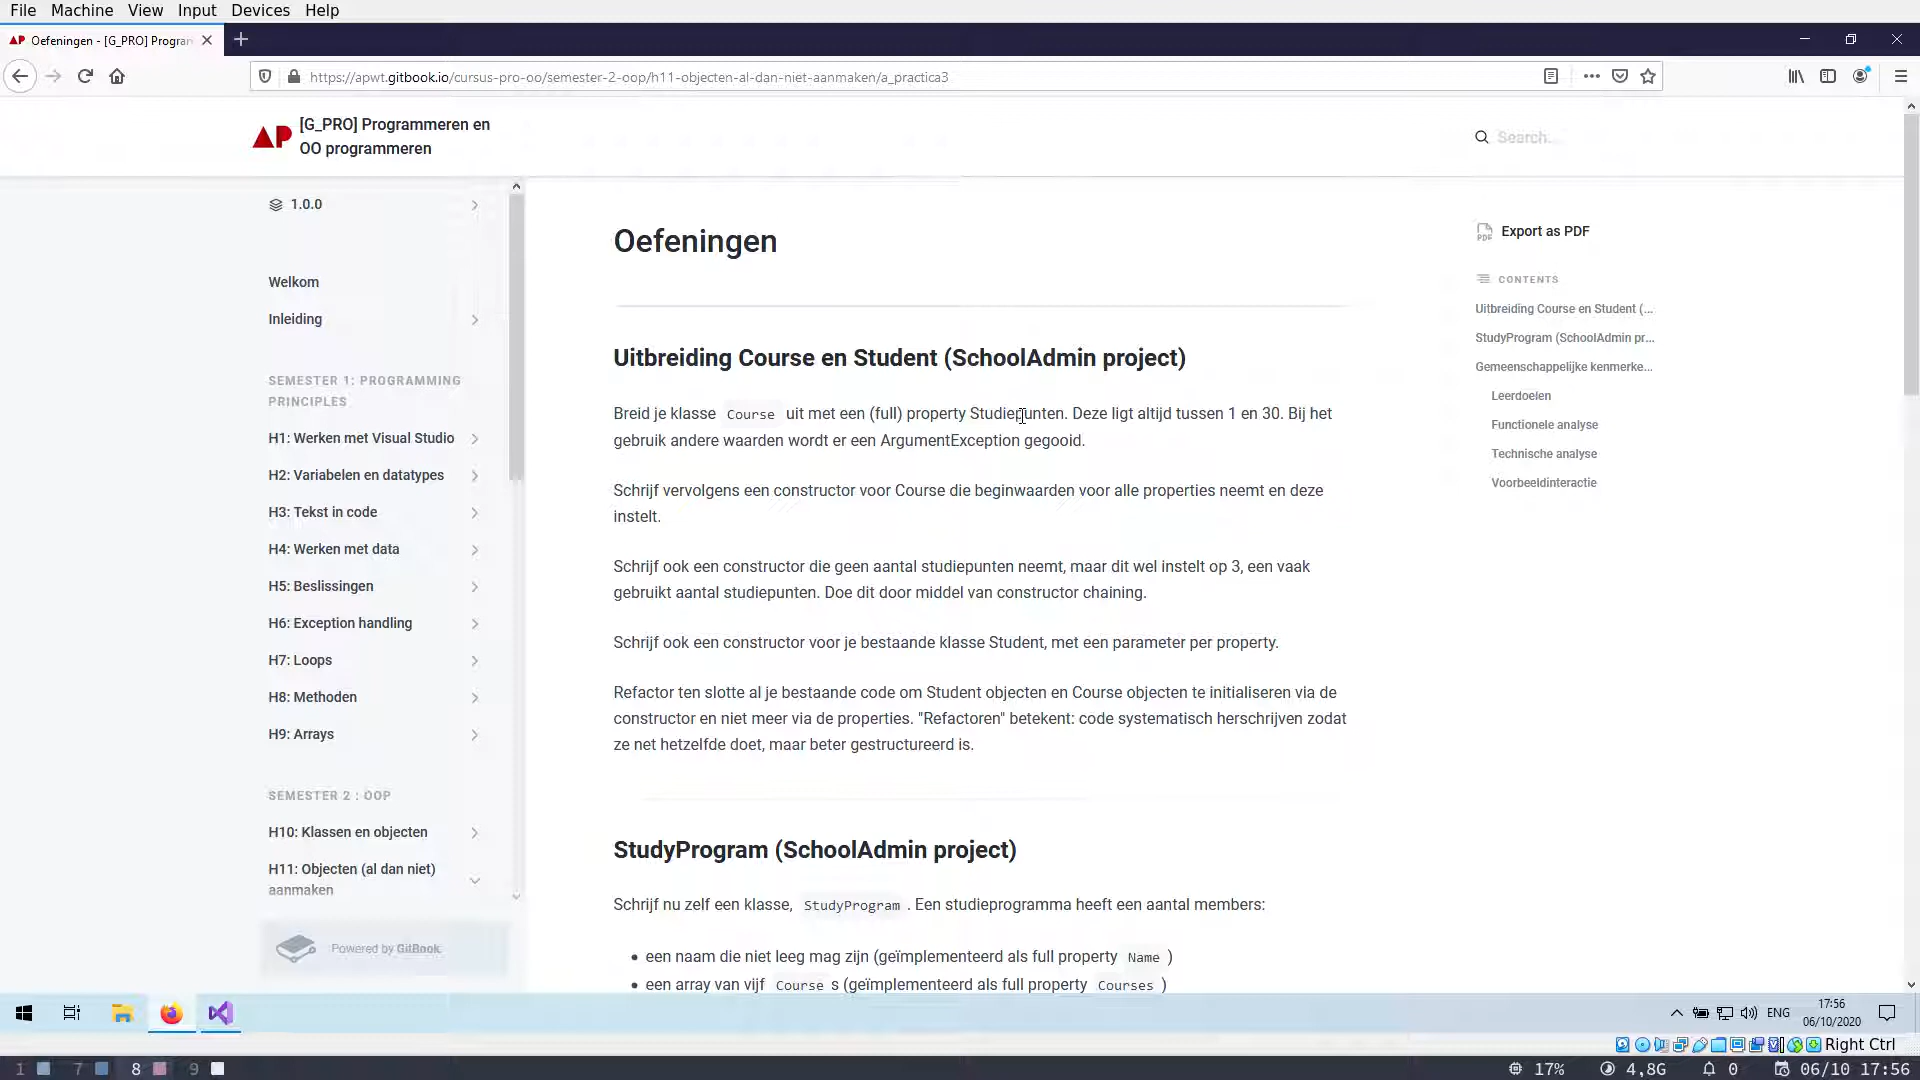 File Machine View Input Devices Help
Oefeningen - [G_PRO] Progran
https://apwt.gitbook.io/cursus-pro-oo/semester-2-oop/h11-objecten-al-dan-niet-aanmaken/a_practica3
AP [G_PRO] Programmeren en
OO programmeren
Search...
1.0.0
Welkom
Inleiding
SEMESTER 1: PROGRAMMING
PRINCIPLES
H1: Werken met Visual Studio
H2: Variabelen en datatypes
H3: Tekst in code
H4: Werken met data
H5: Beslissingen
H6: Exception handling
H7: Loops
H8: Methoden
H9: Arrays
SEMESTER 2 : OOP
H10: Klassen en objecten
H11: Objecten (al dan niet)
aanmaken
Powered by GitBook
Oefeningen
Uitbreiding Course en Student (SchoolAdmin project)
Breid je klasse Course uit met een (full) property Studiepunten. Deze ligt altijd tussen 1 en 30. Bij het
gebruik andere waarden wordt er een ArgumentException gegooid.
Schrijf vervolgens een constructor voor Course die beginwaarden voor alle properties neemt en deze
instelt.
Schrijf ook een constructor die geen aantal studiepunten neemt, maar dit wel instelt op 3, een vaak
gebruikt aantal studiepunten. Doe dit door middel van constructor chaining.
Schrijf ook een constructor voor je bestaande klasse Student, met een parameter per property.
Refactor ten slotte al je bestaande code om Student objecten en Course objecten te initialiseren via de
constructor en niet meer via de properties. "Refactoren" betekent: code systematisch herschrijven zodat
ze net hetzelfde doet, maar beter gestructureerd is.
StudyProgram (SchoolAdmin project)
Schrijf nu zelf een klasse, StudyProgram . Een studieprogramma heeft een aantal members:
• een naam die niet leeg mag zijn (geïmplementeerd als full property Name )
• een array van vijf Course s (geïmplementeerd als full property Courses )
Export as PDF
CONTENTS
Uitbreiding Course en Student (...
StudyProgram (SchoolAdmin pr...
Gemeenschappelijke kenmerke...
Leerdoelen
Functionele analyse
Technische analyse
Voorbeeldinteractie
ENG
17:56
06/10/2020
Right Ctrl
1 7 8 9
17% 4,8G 0 06/10 17:56